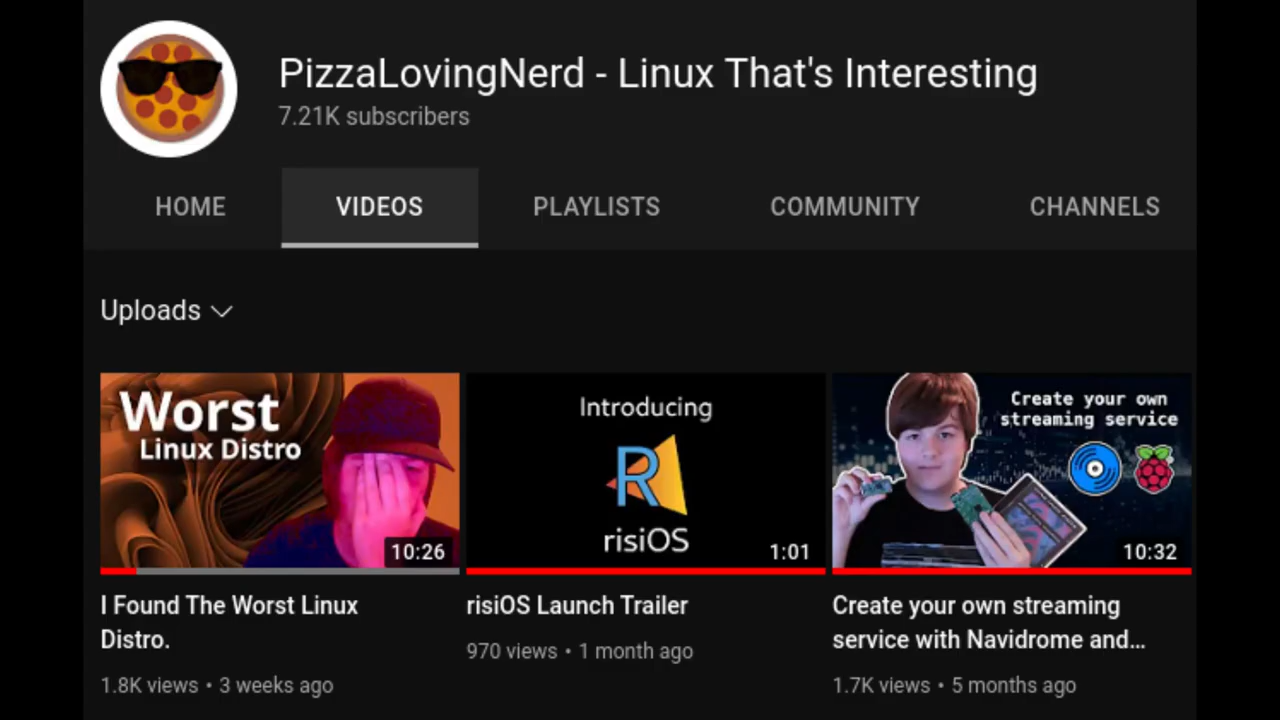 PizzaLovingNerd - Linux That's Interesting
7.21K subscribers
HOME VIDEOS PLAYLISTS COMMUNITY CHANNELS
Uploads
Worst
Linux Distro
10:26
Introducing
R
risiOS
1:01
Create your own
streaming service
10:32
I Found The Worst Linux
Distro.
1.8K views • 3 weeks ago
risiOS Launch Trailer
970 views • 1 month ago
Create your own streaming
service with Navidrome and...
1.7K views • 5 months ago